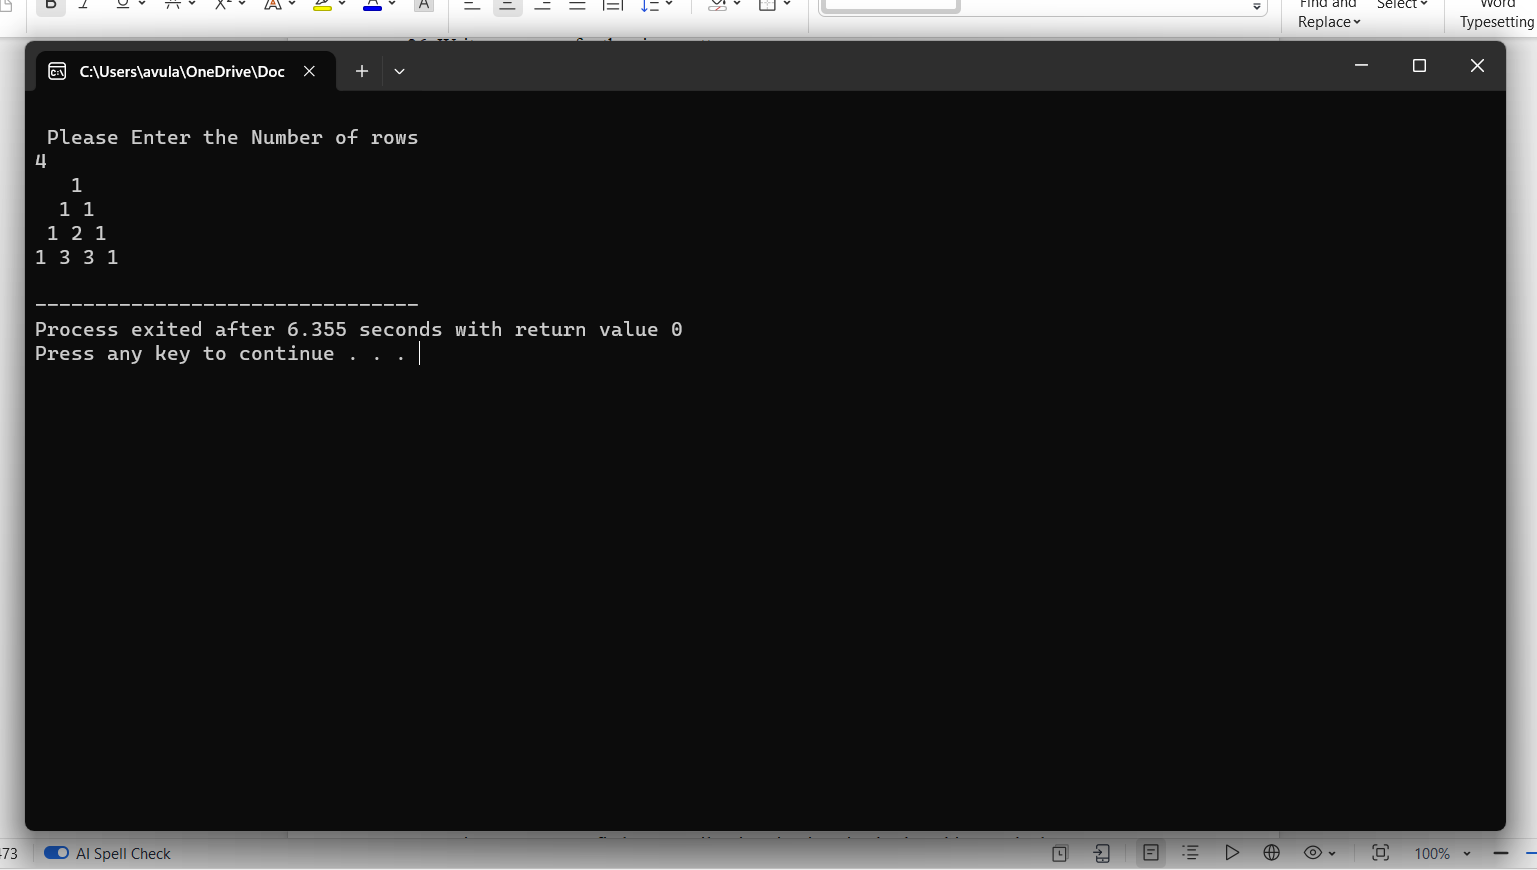 B I U A X² A A A
Find and
Replace
Select
Word
Typesetting
C:\Users\avula\OneDrive\Doc
Please Enter the Number of rows
4
1
1 1
1 2 1
1 3 3 1
--------------------------------
Process exited after 6.355 seconds with return value 0
Press any key to continue . . .
473 AI Spell Check 100%